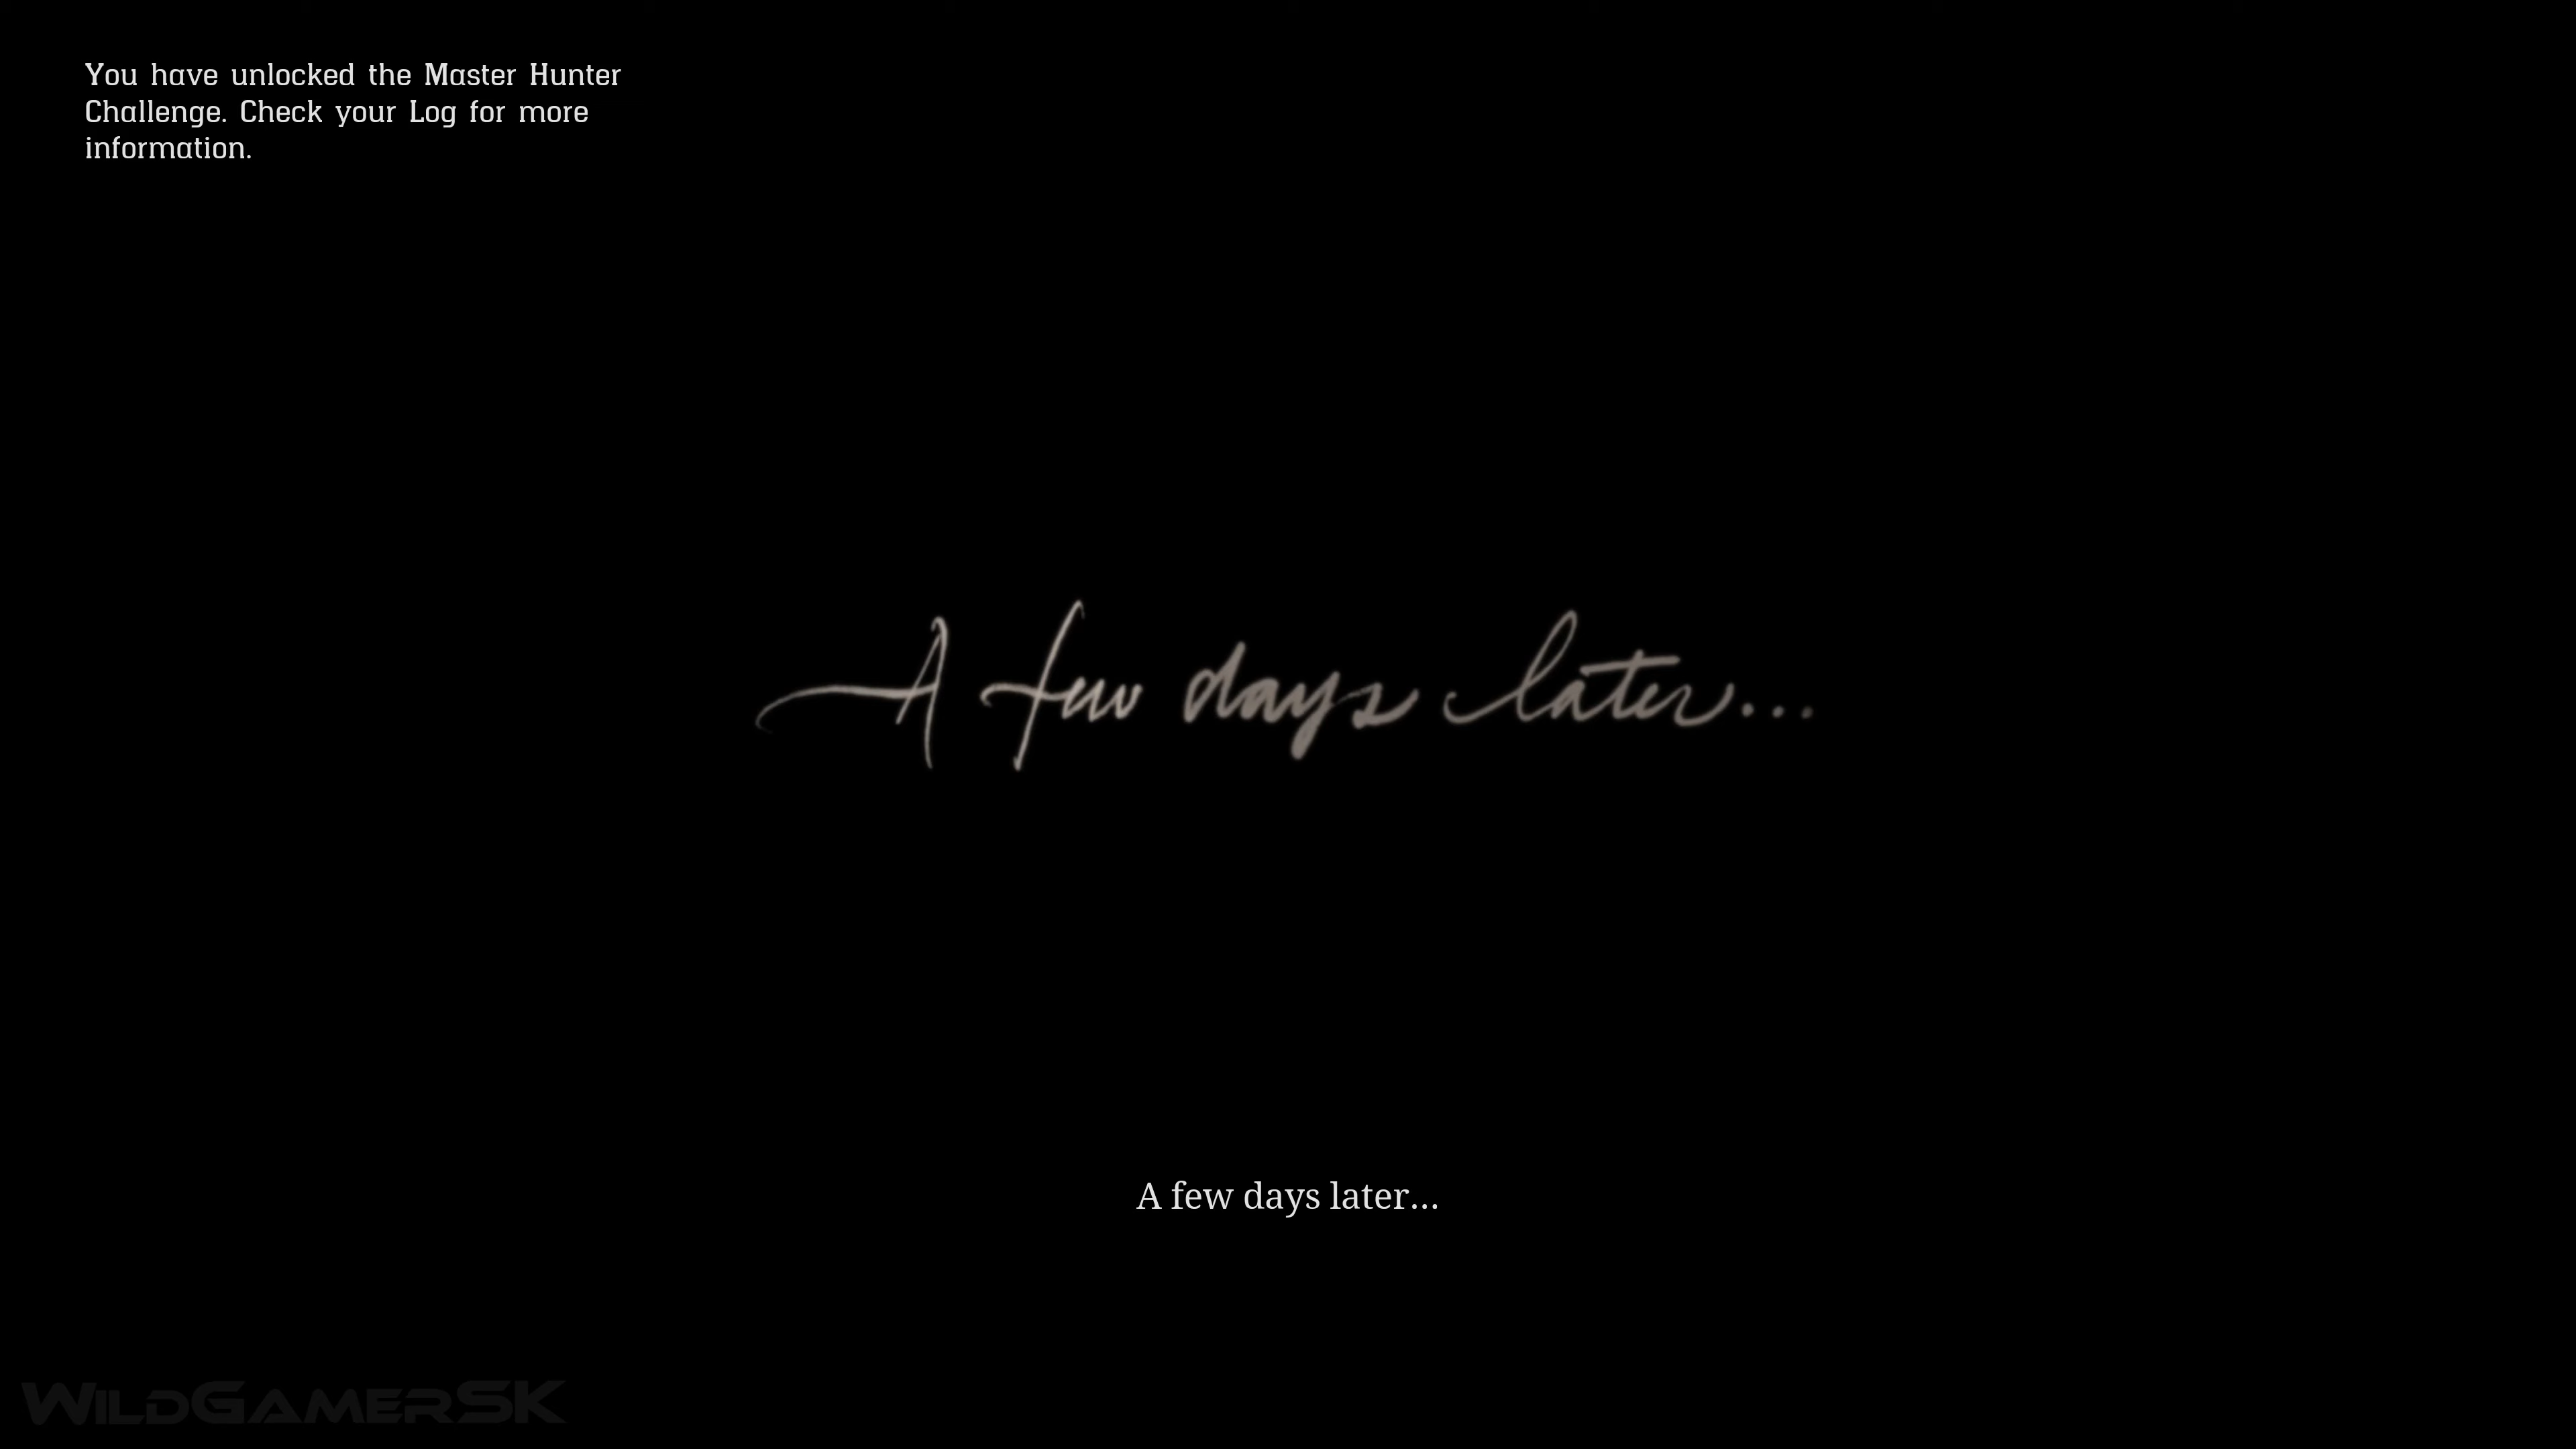 You have unlocked the Master Hunter
Challenge. Check your Log for more
information.
A few days later...
A few days later...
WildGamerSK